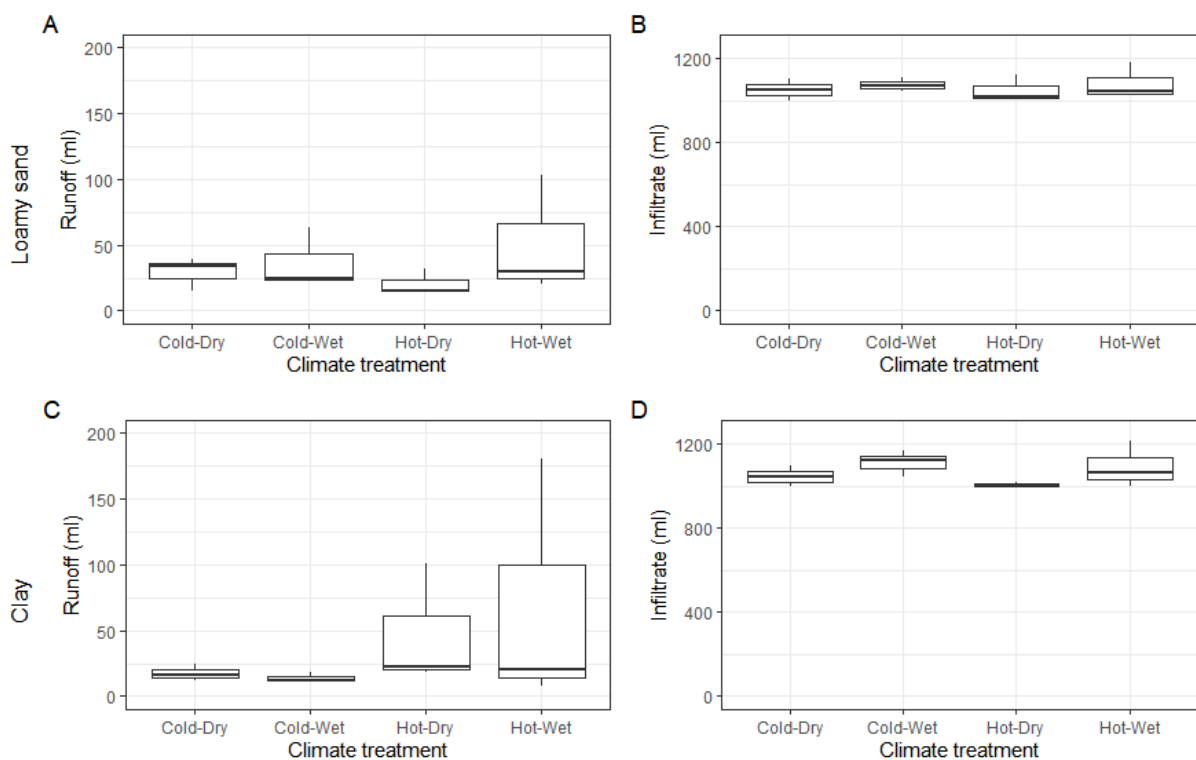 A
Loamy sand
Runoff (ml)
200
150
100
50
0
Cold-Dry Cold-Wet Hot-Dry Hot-Wet
Climate treatment
B
Infiltrate (ml)
1200
800
400
0
Cold-Dry Cold-Wet Hot-Dry Hot-Wet
Climate treatment
C
Clay
Runoff (ml)
200
150
100
50
0
Cold-Dry Cold-Wet Hot-Dry Hot-Wet
Climate treatment
D
Infiltrate (ml)
1200
800
400
0
Cold-Dry Cold-Wet Hot-Dry Hot-Wet
Climate treatment